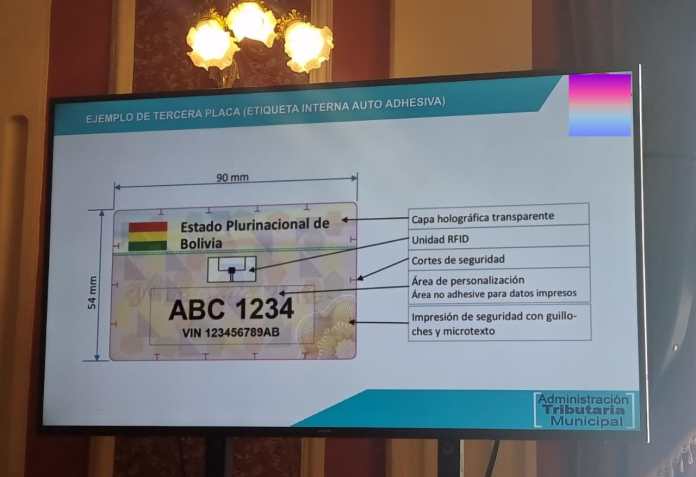 EJEMPLO DE TERCERA PLACA (ETIQUETA INTERNA AUTO ADHESIVA)
90 mm
54 mm
Estado Plurinacional de
Bolivia
ABC 1234
VIN 123456789AB
Capa holográfica transparente
Unidad RFID
Cortes de seguridad
Área de personalización
Área no adhesive para datos impresos
Impresión de seguridad con guillo-
ches y microtexto
Administración
Tributaria
Municipal